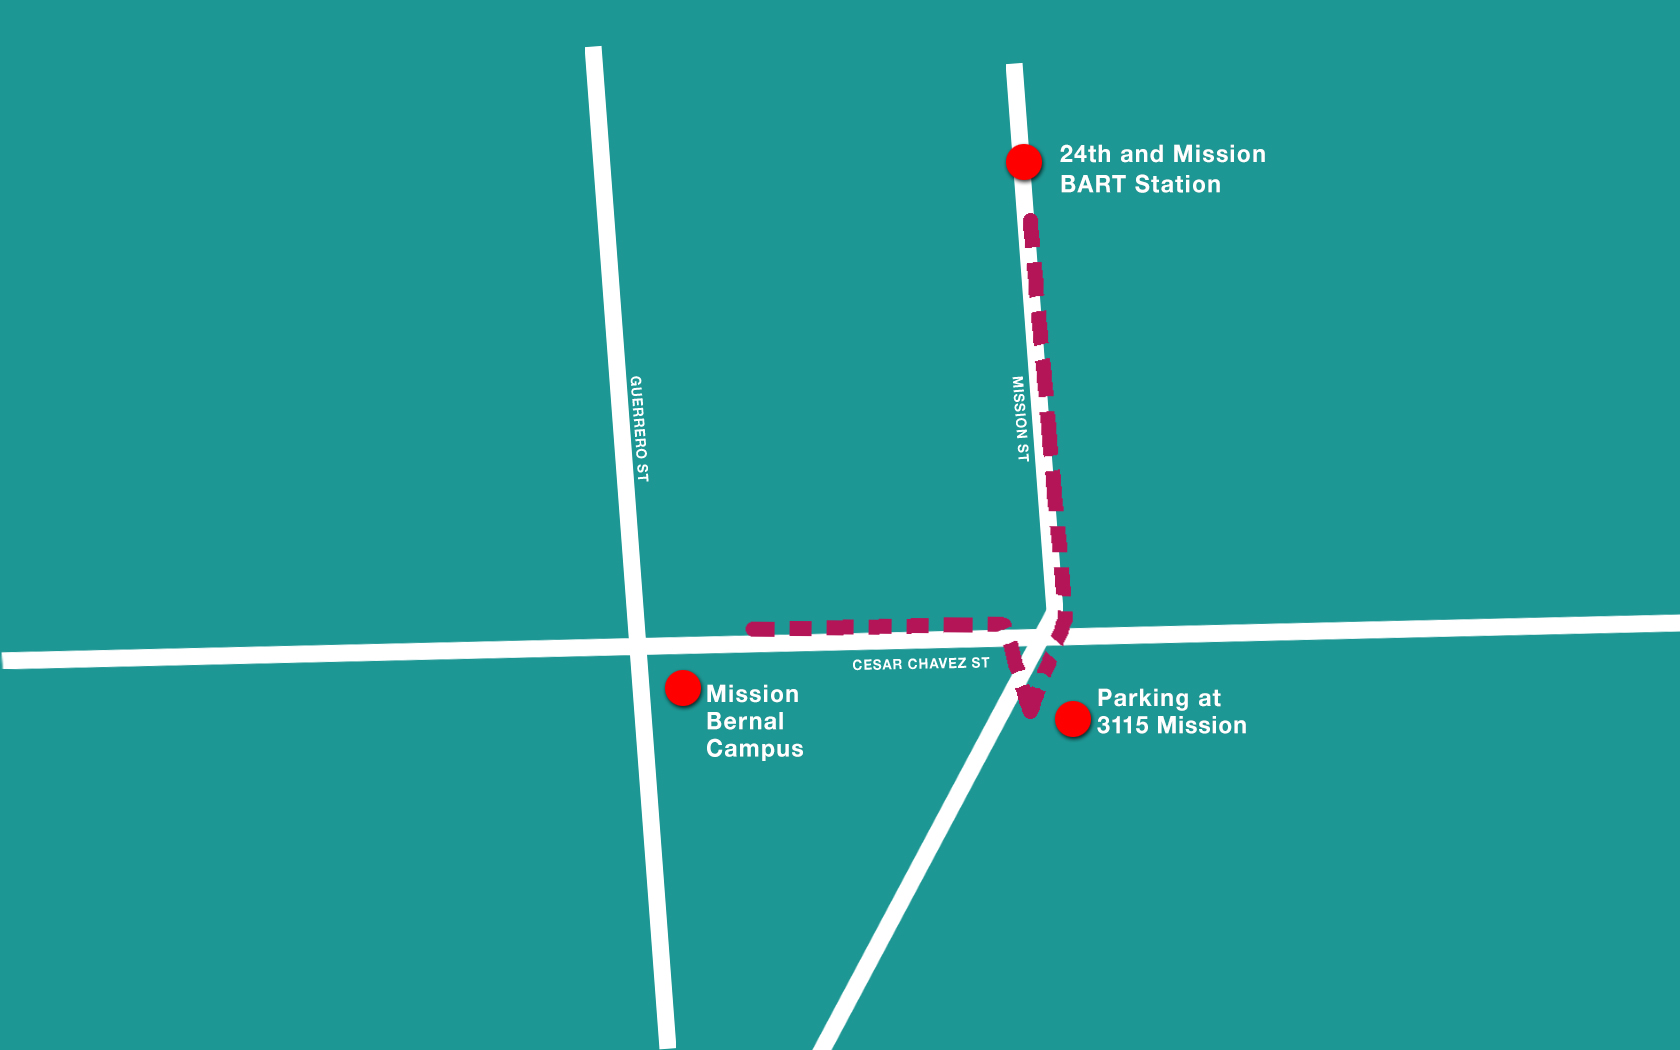 24th and Mission
BART Station
GUERRERO ST
MISSION ST
CESAR CHAVEZ ST
Mission
Bernal
Campus
Parking at
3115 Mission